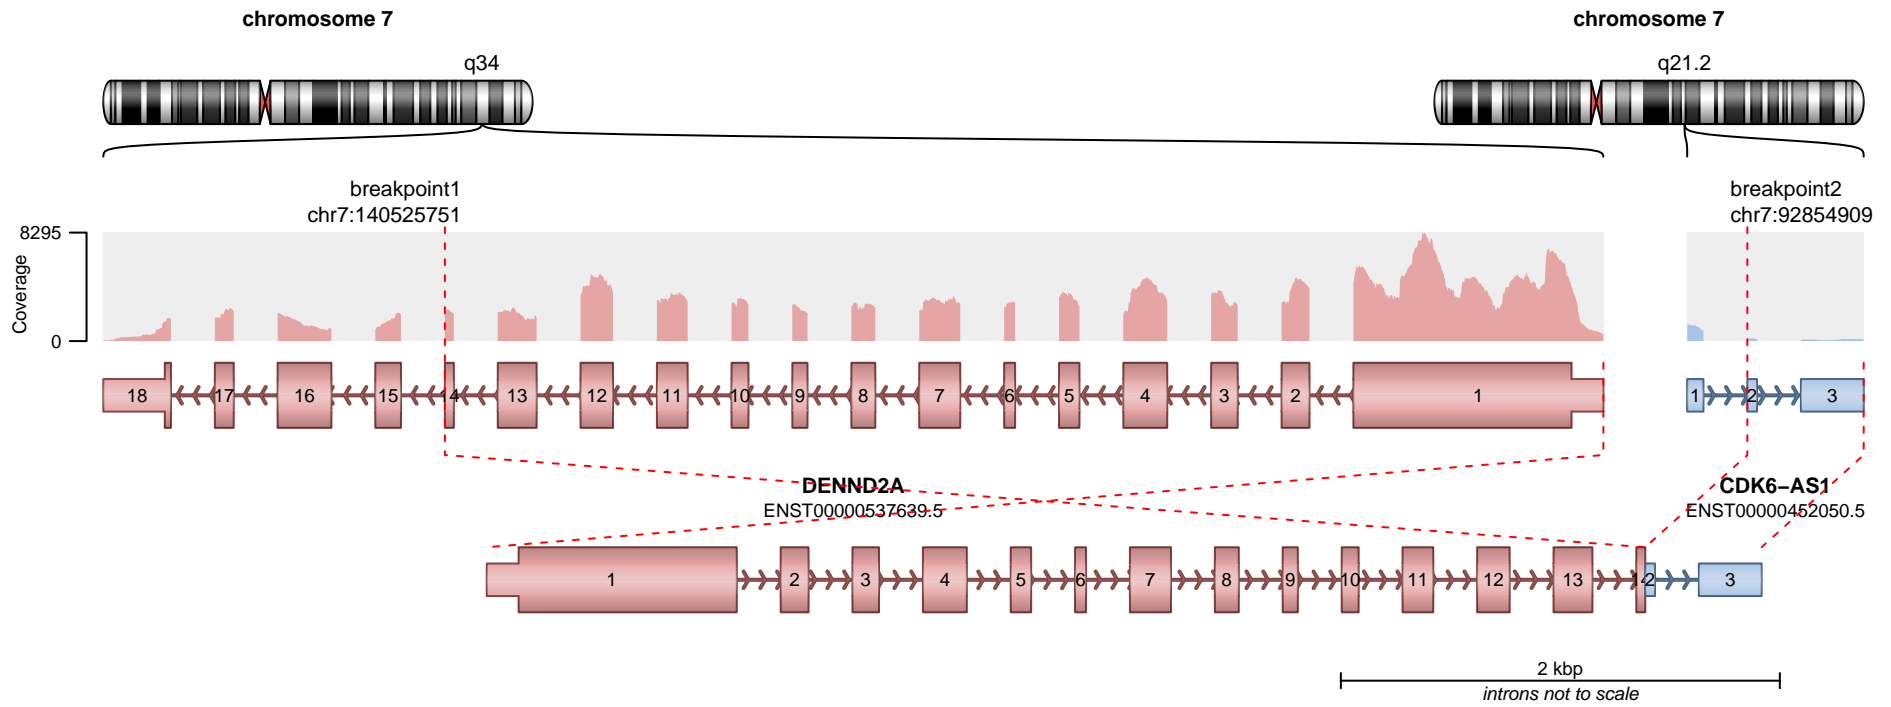 chromosome 7
chromosome 7
q34
q21.2
breakpoint1
chr7:140525751
breakpoint2
chr7:92854909
8295
0
Coverage
18 17 16 15 14 13 12 11 10 9 8 7 6 5 4 3 2 1
1 2 3
DENND2A
ENST00000537639.5
CDK6−AS1
ENST00000452050.5
1 2 3 4 5 6 7 8 9 10 11 12 13 14 2 3
2 kbp
introns not to scale